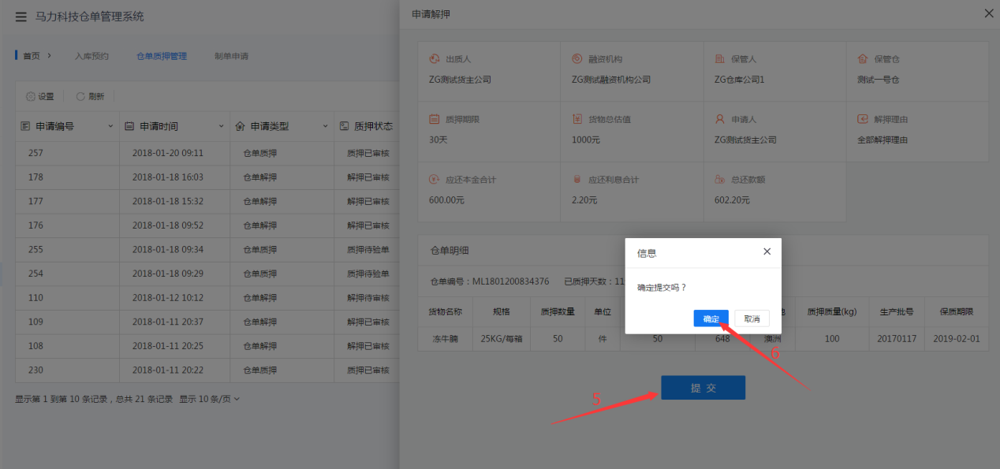 马力科技仓单管理系统
首页 入库预约 仓单质押管理 制单申请
设置 刷新
申请编号 申请时间 申请类型 质押状态
257 2018-01-20 09:11 仓单质押 质押已审核
178 2018-01-18 16:03 仓单解押 解押已审核
177 2018-01-18 15:32 仓单解押 解押已审核
176 2018-01-18 09:52 仓单解押 解押已审核
255 2018-01-18 09:34 仓单质押 质押待验单
254 2018-01-18 09:29 仓单质押 质押待验单
110 2018-01-12 10:12 仓单解押 解押待审核
109 2018-01-11 20:37 仓单解押 解押已审核
108 2018-01-11 20:25 仓单解押 解押已审核
230 2018-01-11 20:22 仓单质押 质押已审核
显示第 1 到第 10 条记录，总共 21 条记录 显示 10 条/页
申请解押
出质人 融资机构 保管人 保管仓
ZG测试货主公司 ZG测试融资机构公司 ZG仓库公司1 测试一号仓
质押期限 货物总估值 申请人 解押理由
30天 1000元 ZG测试货主公司 全部解押理由
应还本金合计 应还利息合计 总还款额
600.00元 2.20元 602.20元
仓单明细
仓单编号：ML1801200834376 已质押天数：11
货物名称 规格 质押数量 单位 质押质量(kg) 生产批号 保质期限
冻牛腩 25KG/每箱 50 件 50 648 澳洲 100 20170117 2019-02-01
信息
确定提交吗？
确定 取消
6
5
提 交